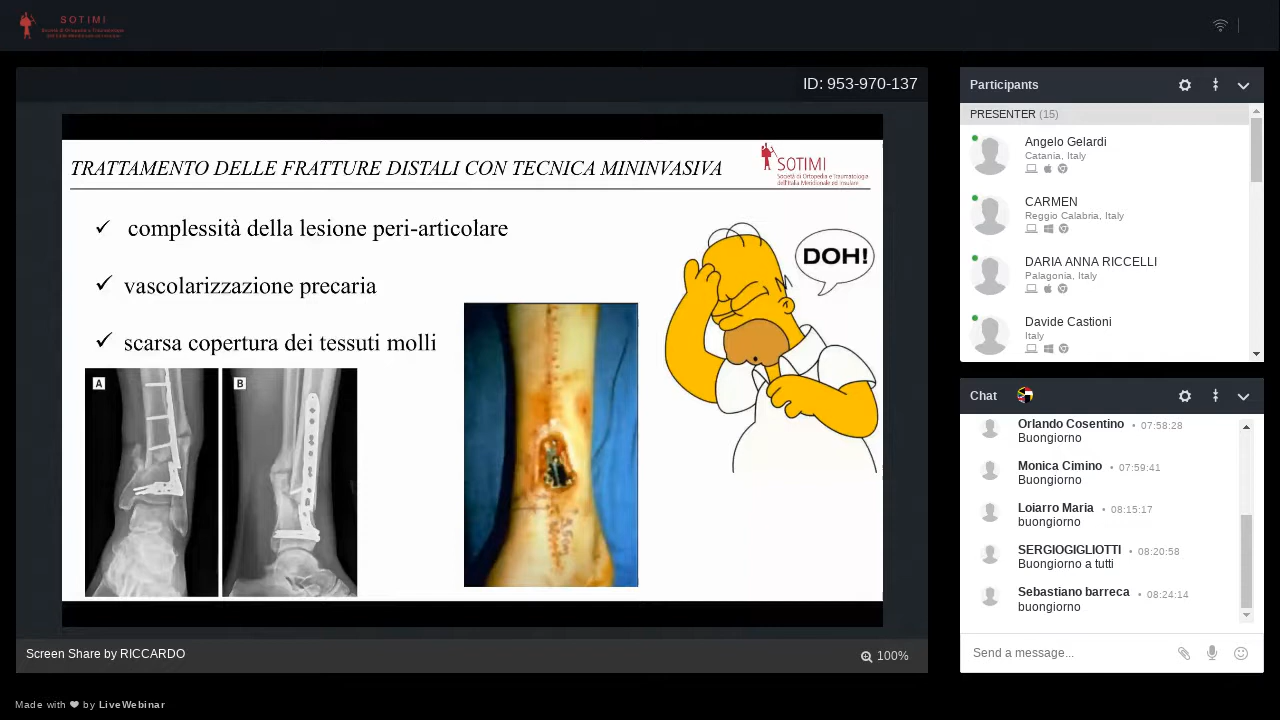 SOTIMI
Società di Ortopedia e Traumatologia
dell'Italia Meridionale ed Insulare
ID: 953-970-137
TRATTAMENTO DELLE FRATTURE DISTALI CON TECNICA MININVASIVA
SOTIMI
Società di Ortopedia e Traumatologia
dell'Italia Meridionale ed Insulare
✓ complessità della lesione peri-articolare
✓ vascolarizzazione precaria
✓ scarsa copertura dei tessuti molli
DOH!
A
B
Screen Share by RICCARDO
100%
Made with ❤ by LiveWebinar
Participants
PRESENTER (15)
Angelo Gelardi
Catania, Italy
CARMEN
Reggio Calabria, Italy
DARIA ANNA RICCELLI
Palagonia, Italy
Davide Castioni
Italy
Chat
Orlando Cosentino • 07:58:28
Buongiorno
Monica Cimino • 07:59:41
Buongiorno
Loiarro Maria • 08:15:17
buongiorno
SERGIOGIGLIOTTI • 08:20:58
Buongiorno a tutti
Sebastiano barreca • 08:24:14
buongiorno
Send a message...